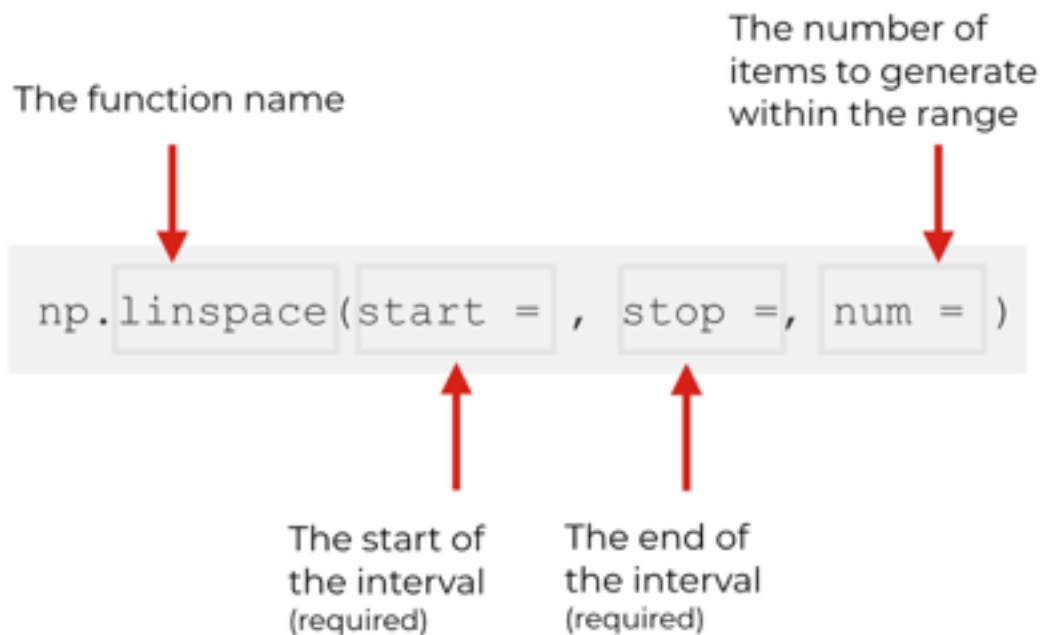 The number of
items to generate
within the range
The function name
np.linspace(start = , stop =, num = )
The start of
the interval
(required)
The end of
the interval
(required)